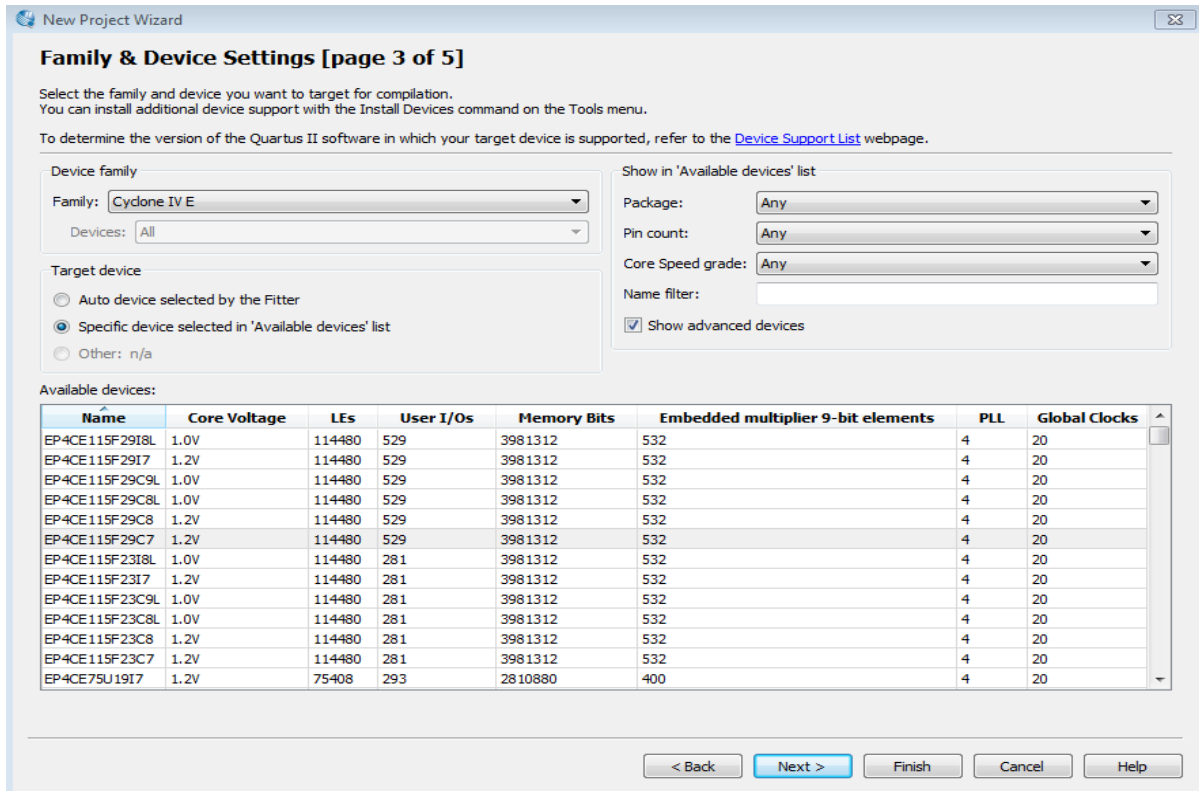 New Project Wizard
Family & Device Settings [page 3 of 5]
Select the family and device you want to target for compilation.
You can install additional device support with the Install Devices command on the Tools menu.
To determine the version of the Quartus II software in which your target device is supported, refer to the Device Support List webpage.
Device family
Family: Cyclone IV E
Devices: All
Target device
Auto device selected by the Fitter
Specific device selected in 'Available devices' list
Other: n/a
Show in 'Available devices' list
Package: Any
Pin count: Any
Core Speed grade: Any
Name filter:
Show advanced devices
Available devices:
Name Core Voltage LEs User I/Os Memory Bits Embedded multiplier 9-bit elements PLL Global Clocks
EP4CE115F29I8L 1.0V 114480 529 3981312 532 4 20
EP4CE115F29I7 1.2V 114480 529 3981312 532 4 20
EP4CE115F29C9L 1.0V 114480 529 3981312 532 4 20
EP4CE115F29C8L 1.0V 114480 529 3981312 532 4 20
EP4CE115F29C8 1.2V 114480 529 3981312 532 4 20
EP4CE115F29C7 1.2V 114480 529 3981312 532 4 20
EP4CE115F23I8L 1.0V 114480 281 3981312 532 4 20
EP4CE115F23I7 1.2V 114480 281 3981312 532 4 20
EP4CE115F23C9L 1.0V 114480 281 3981312 532 4 20
EP4CE115F23C8L 1.0V 114480 281 3981312 532 4 20
EP4CE115F23C8 1.2V 114480 281 3981312 532 4 20
EP4CE115F23C7 1.2V 114480 281 3981312 532 4 20
EP4CE75U19I7 1.2V 75408 293 2810880 400 4 20
< Back Next > Finish Cancel Help